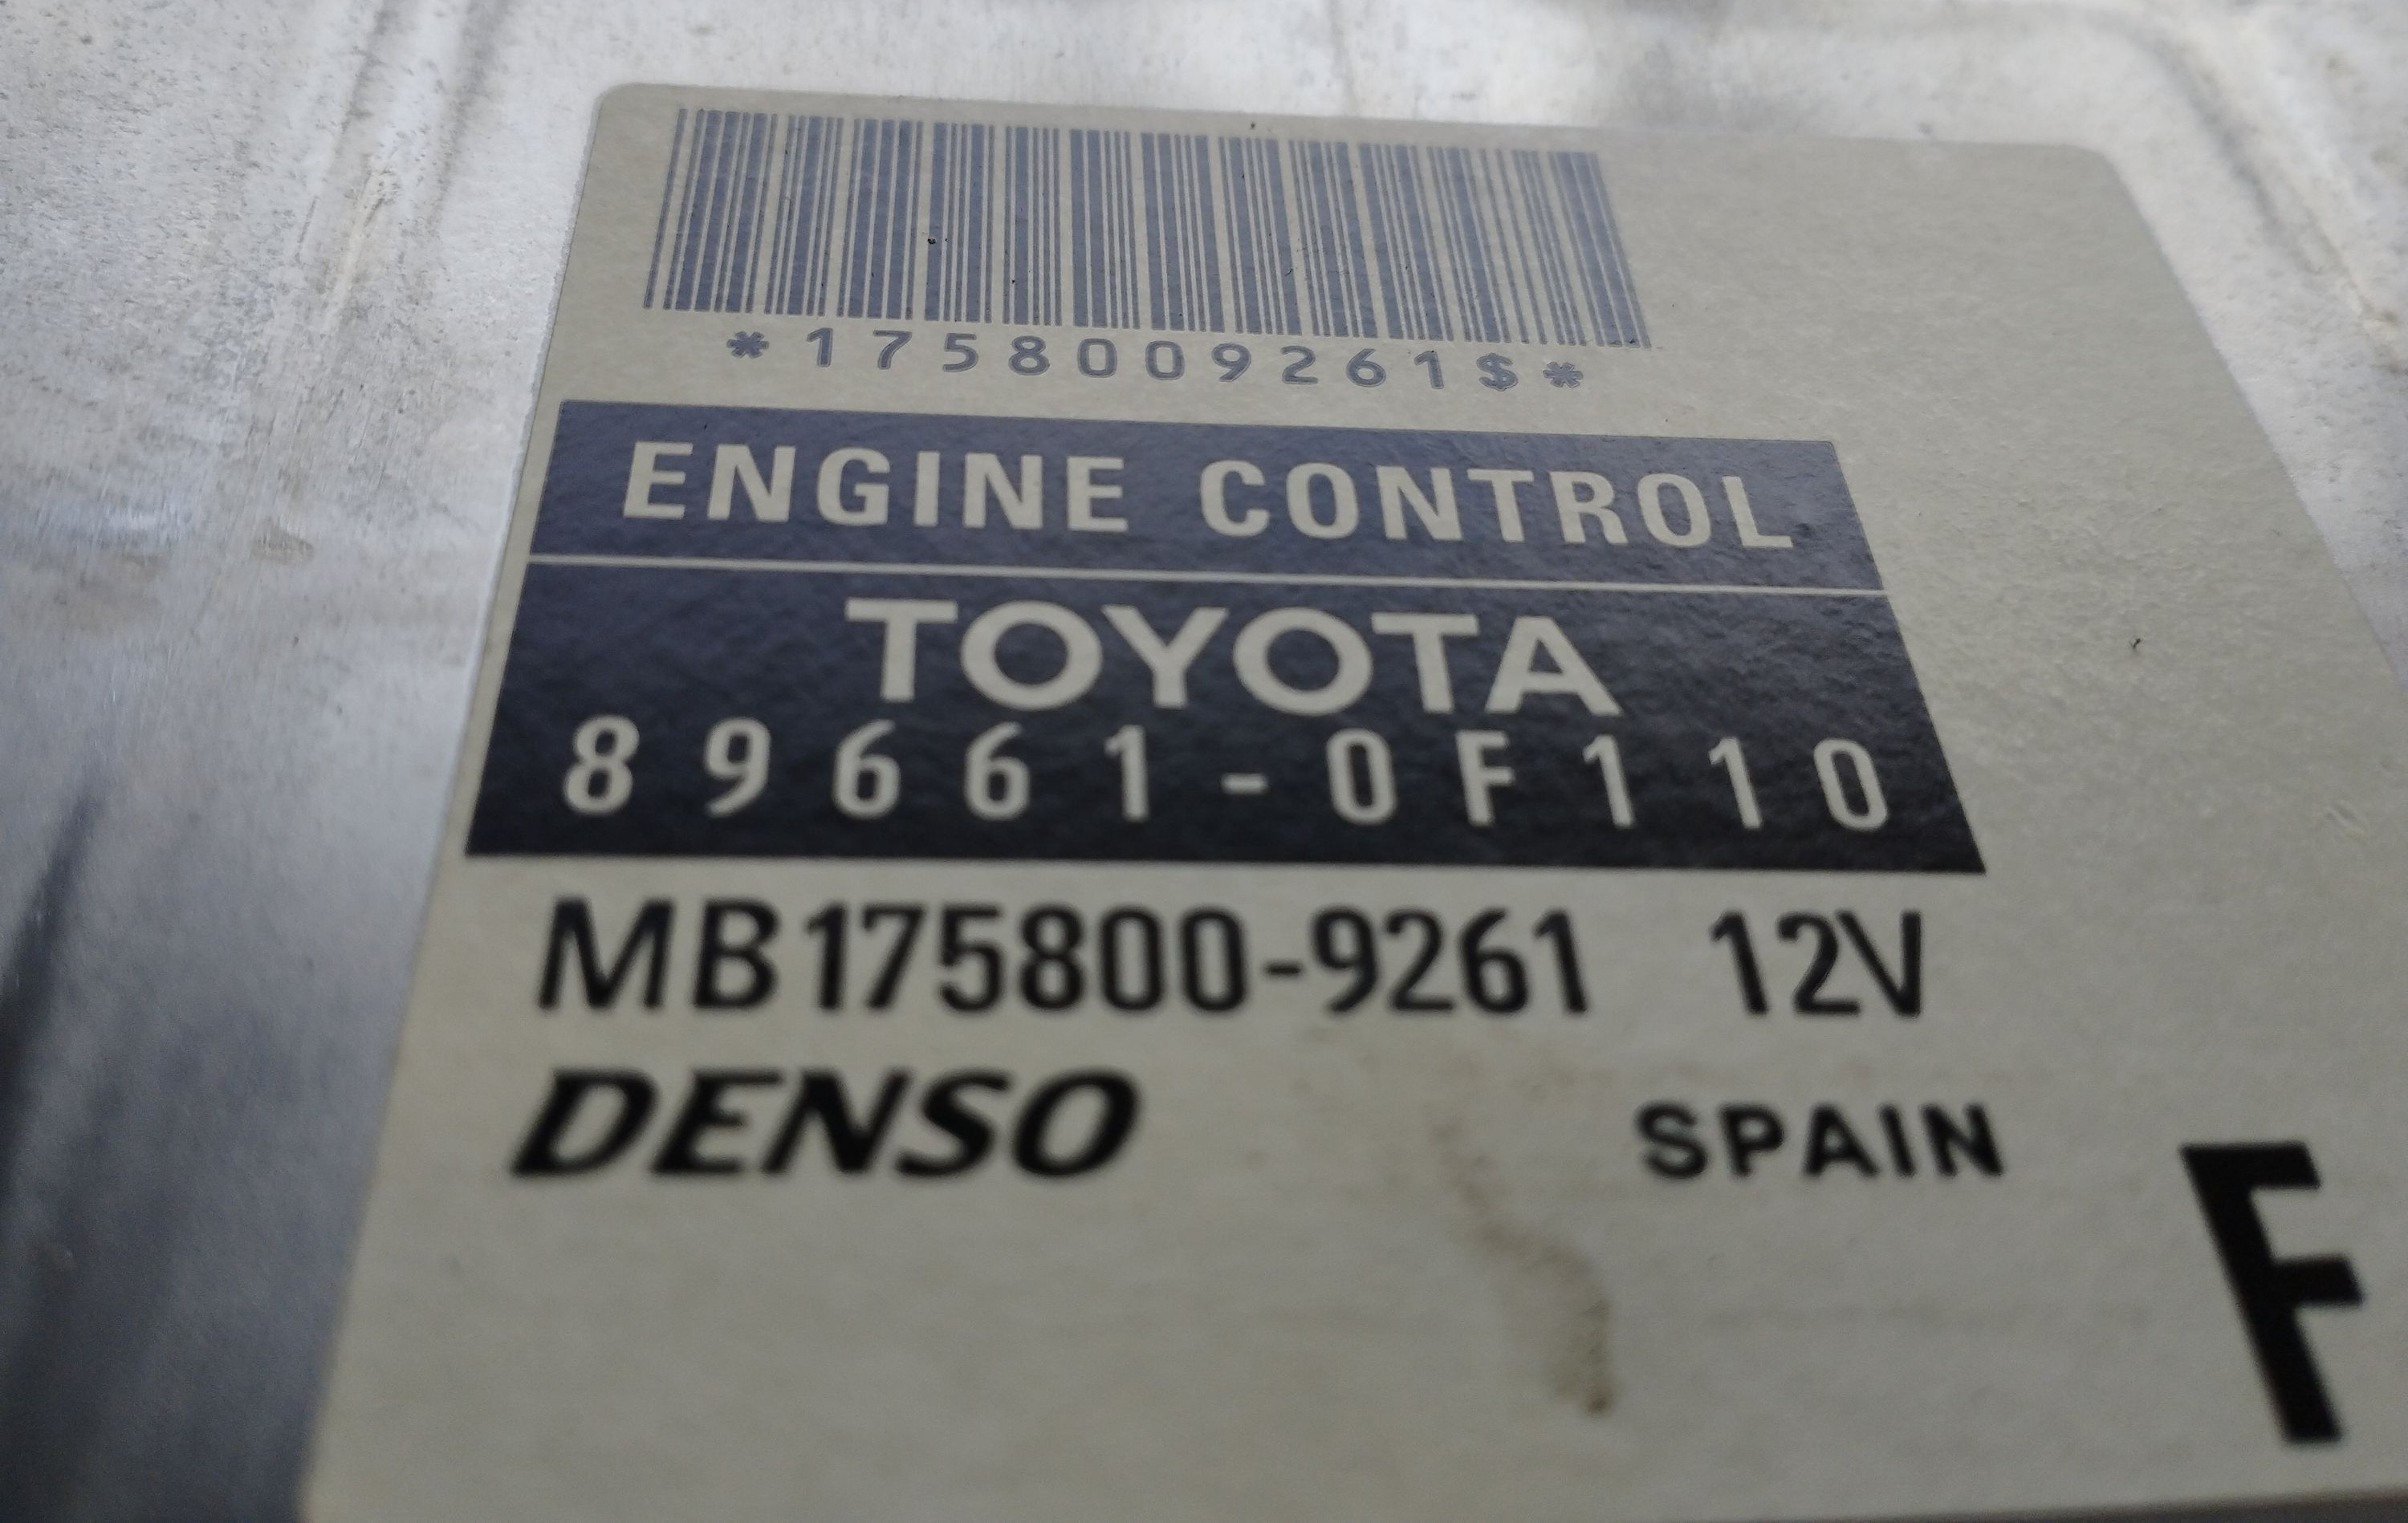 *1758009261$*
ENGINE CONTROL
TOYOTA
89661-0F110
MB175800-9261 12V
DENSO SPAIN
F